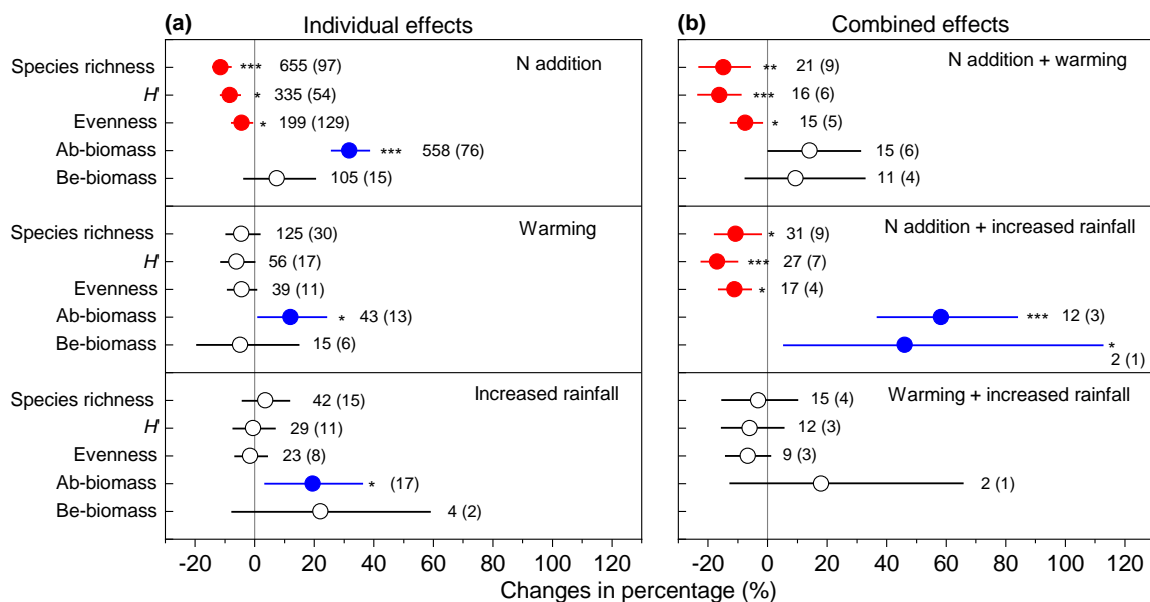 (a) Individual effects
(b) Combined effects
N addition
Species richness *** 655 (97)
H' * 335 (54)
Evenness * 199 (129)
Ab-biomass *** 558 (76)
Be-biomass 105 (15)
N addition + warming
** 21 (9)
*** 16 (6)
* 15 (5)
15 (6)
11 (4)
Warming
Species richness 125 (30)
H' 56 (17)
Evenness 39 (11)
Ab-biomass * 43 (13)
Be-biomass 15 (6)
N addition + increased rainfall
* 31 (9)
*** 27 (7)
* 17 (4)
*** 12 (3)
*
2 (1)
Increased rainfall
Species richness 42 (15)
H' 29 (11)
Evenness 23 (8)
Ab-biomass * (17)
Be-biomass 4 (2)
Warming + increased rainfall
15 (4)
12 (3)
9 (3)
2 (1)
-20 0 20 40 60 80 100 120
-20 0 20 40 60 80 100 120
Changes in percentage (%)